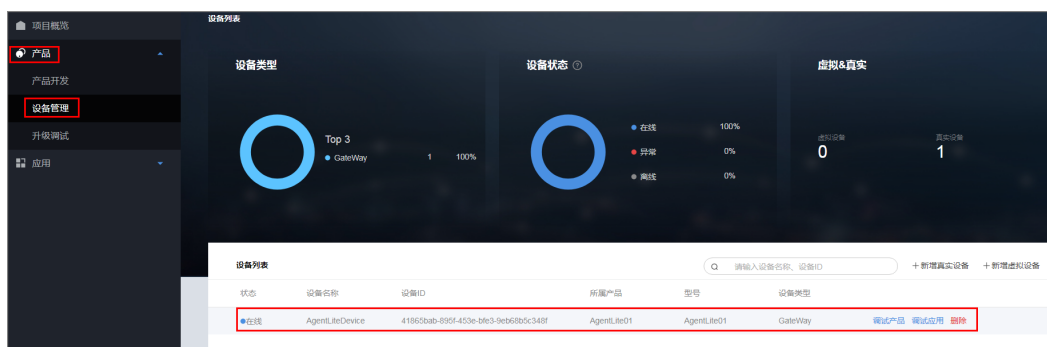 项目概览
产品
产品开发
设备管理
升级调试
应用
设备列表
设备类型
Top 3
GateWay 1 100%
设备状态
在线 100%
异常 0%
离线 0%
虚拟&真实
虚拟设备 真实设备
0 1
设备列表 请输入设备名称、设备ID +新增真实设备 +新增虚拟设备
状态 设备名称 设备ID 所属产品 型号 设备类型
在线 AgentLiteDevice 41865bab-895f-453e-bfe3-9eb68b5c348f AgentLite01 AgentLite01 GateWay 调试产品 调试应用 删除